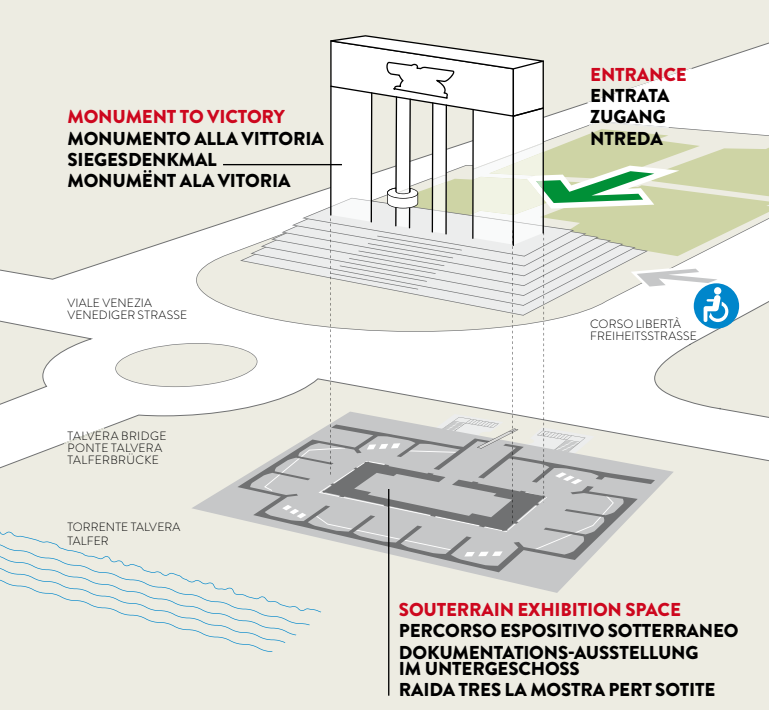 MONUMENT TO VICTORY
MONUMENTO ALLA VITTORIA
SIEGESDENKMAL
MONUMËNT ALA VITORIA
ENTRANCE
ENTRATA
ZUGANG
NTREDA
VIALE VENEZIA
VENEDIGER STRASSE
CORSO LIBERTÀ
FREIHEITSSTRASSE
TALVERA BRIDGE
PONTE TALVERA
TALFERBRÜCKE
TORRENTE TALVERA
TALFER
SOUTERRAIN EXHIBITION SPACE
PERCORSO ESPOSITIVO SOTTERRANEO
DOKUMENTATIONS-AUSSTELLUNG
IM UNTERGESCHOSS
RAIDA TRES LA MOSTRA PERT SOTITE